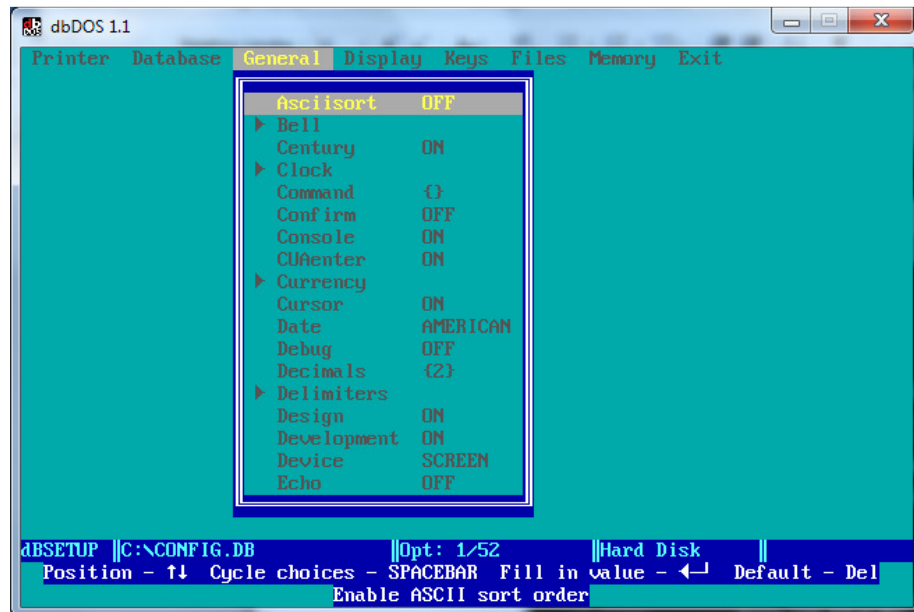 dbDOS 1.1
Printer Database General Display Keys Files Memory Exit
Asciisort OFF
Bell
Century ON
Clock
Command {}
Confirm OFF
Console ON
CUAenter ON
Currency
Cursor ON
Date AMERICAN
Debug OFF
Decimals {2}
Delimiters
Design ON
Development ON
Device SCREEN
Echo OFF
dBSETUP ║C:\CONFIG.DB ║Opt: 1/52 ║Hard Disk ║
Position - ↑↓ Cycle choices - SPACEBAR Fill in value - ◄─┘ Default - Del
Enable ASCII sort order